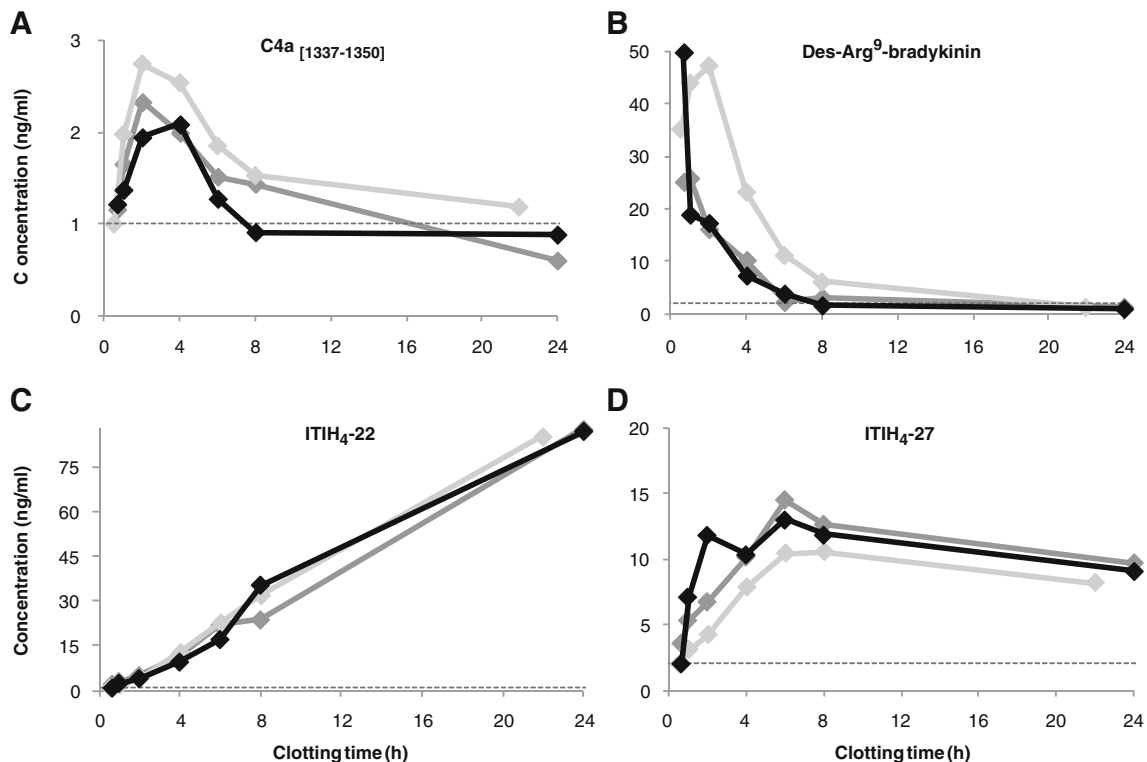 A
C4a [1337-1350]
C oncentration (ng/ml)
3
2
1
0
0 4 8 12 16 20 24
B
Des-Arg⁹-bradykinin
50
40
30
20
10
0
0 4 8 12 16 20 24
C
ITIH₄-22
Concentration (ng/ml)
75
60
45
30
15
0
0 4 8 12 16 20 24
Clotting time (h)
D
ITIH₄-27
20
15
10
5
0
0 4 8 12 16 20 24
Clotting time (h)